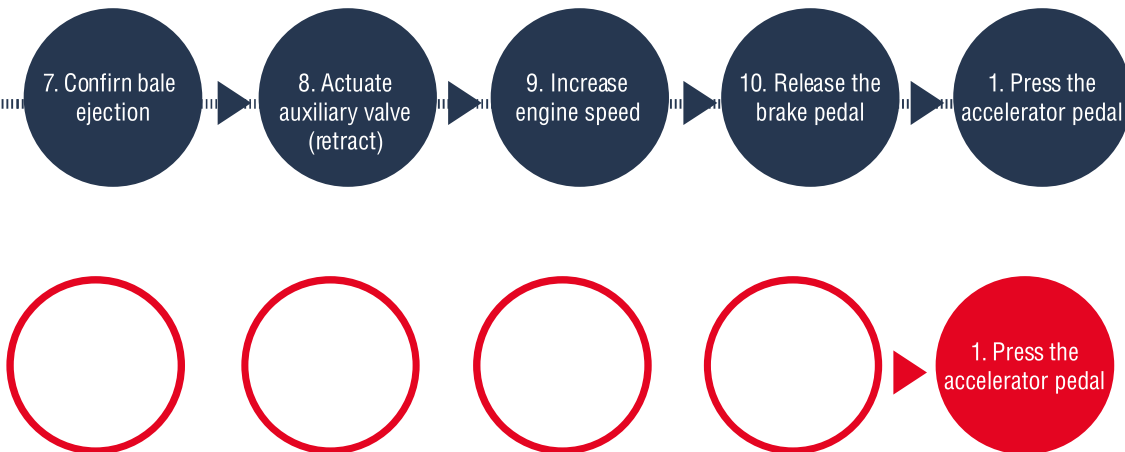 7. Confirn bale
ejection
8. Actuate
auxiliary valve
(retract)
9. Increase
engine speed
10. Release the
brake pedal
1. Press the
accelerator pedal
1. Press the
accelerator pedal